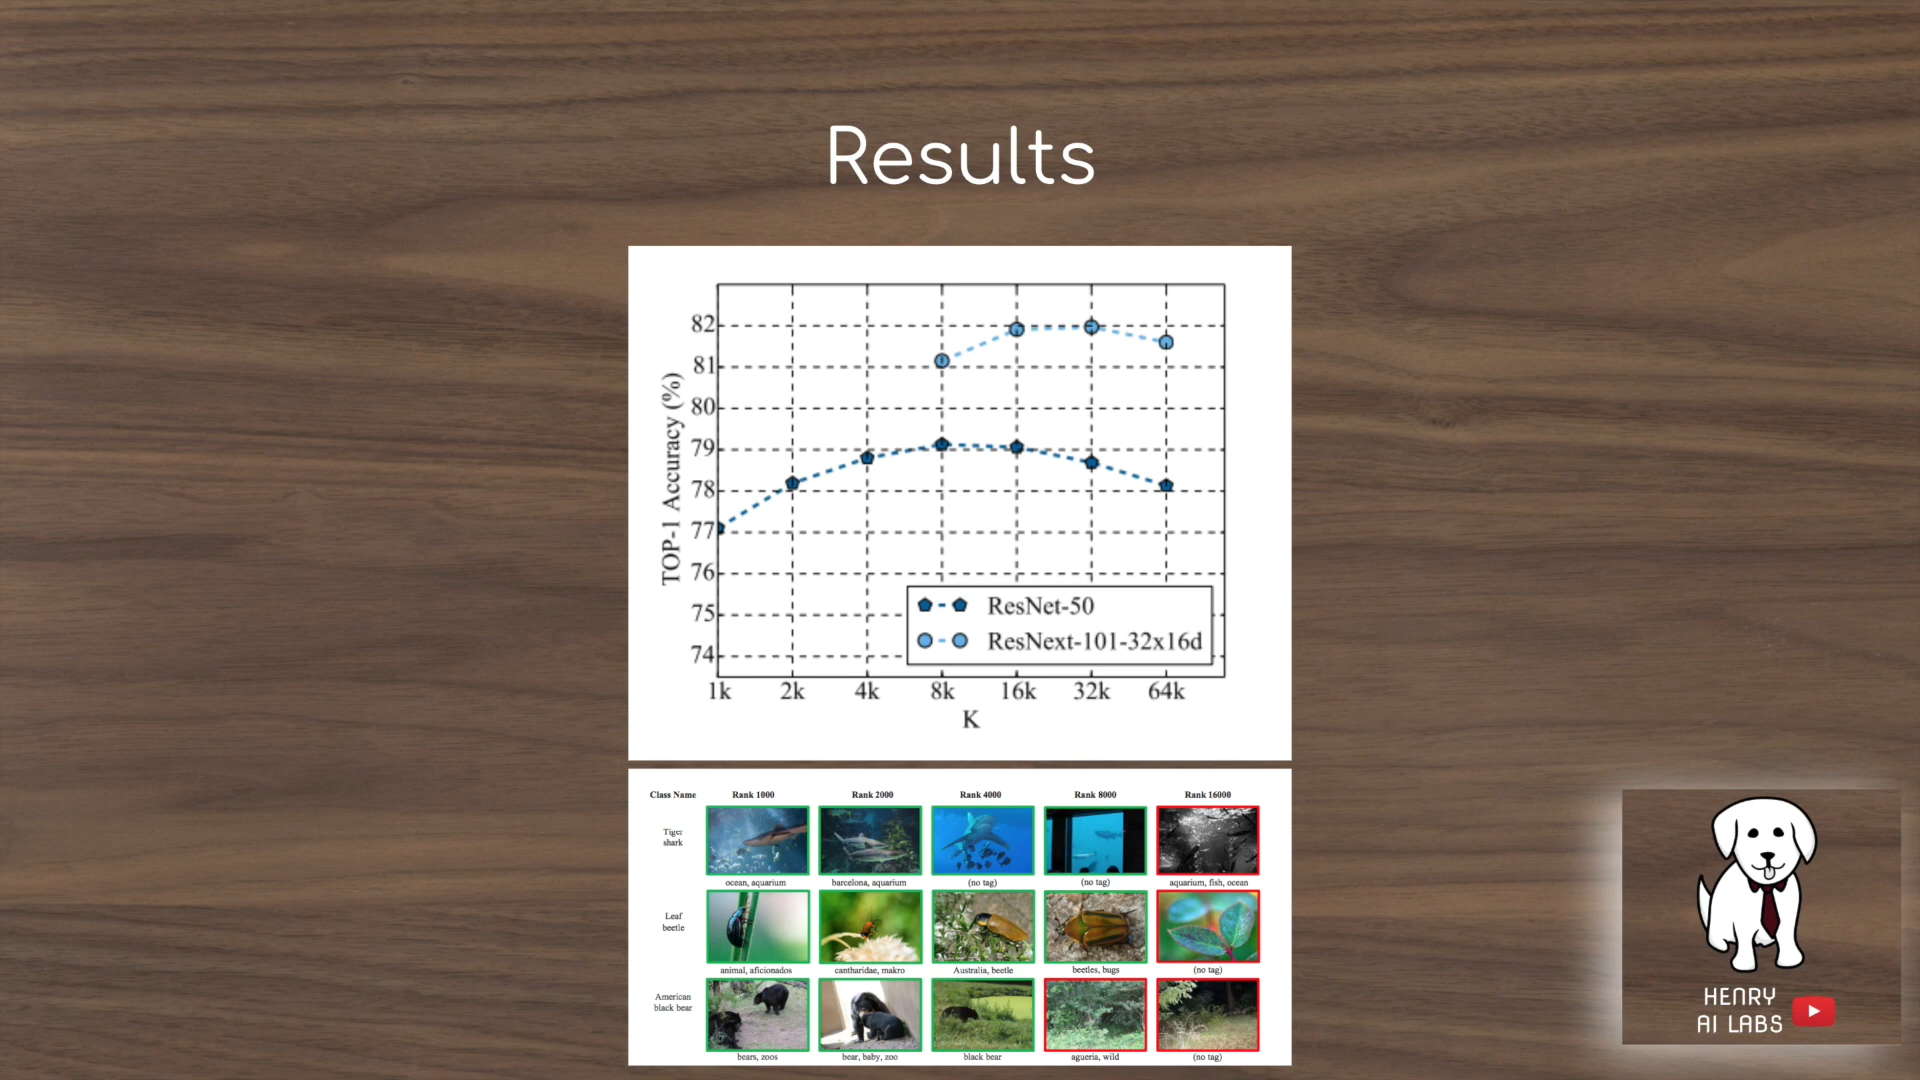 Results
82
81
80
79
78
77
76
75
74
TOP-1 Accuracy (%)
ResNet-50
ResNext-101-32x16d
1k 2k 4k 8k 16k 32k 64k
K
Class Name Rank 1000 Rank 2000 Rank 4000 Rank 8000 Rank 16000
Tiger
shark
ocean, aquarium barcelona, aquarium (no tag) (no tag) aquarium, fish, ocean
Leaf
beetle
animal, aficionados cantharidae, makro Australia, beetle beetles, bugs (no tag)
American
black bear
bears, zoos bear, baby, zoo black bear agueria, wild (no tag)
HENRY
AI LABS